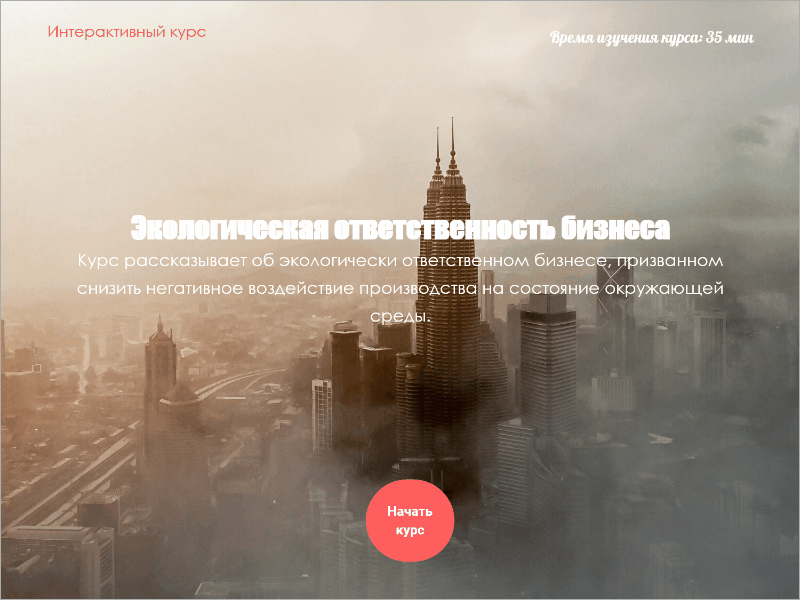 Интерактивный курс
Время изучения курса: 35 мин
Экологическая ответственность бизнеса
Курс рассказывает об экологически ответственном бизнесе, призванном
снизить негативное воздействие производства на состояние окружающей
среды.
Начать
курс